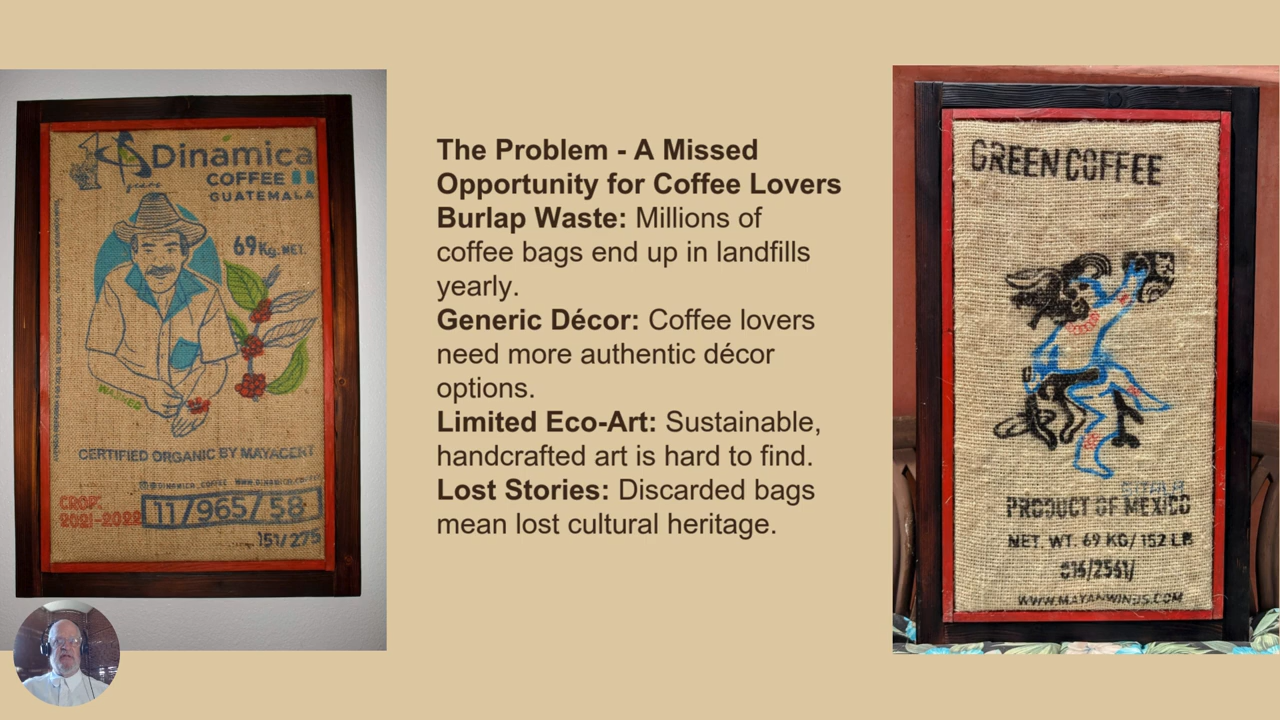 Dinamica
COFFEE
GUATEMALA
years
69 Kg. NET.
WASHED
CERTIFIED ORGANIC BY MAYACERT
CROP:
2021-2022
11/965/58
151/275
The Problem - A Missed
Opportunity for Coffee Lovers
Burlap Waste: Millions of
coffee bags end up in landfills
yearly.
Generic Décor: Coffee lovers
need more authentic décor
options.
Limited Eco-Art: Sustainable,
handcrafted art is hard to find.
Lost Stories: Discarded bags
mean lost cultural heritage.
GREEN COFFEE
PRODUCT OF MEXICO
NET. WT. 69 KG/ 152 LB
016/2561/
WWW.MAYANWINDS.COM